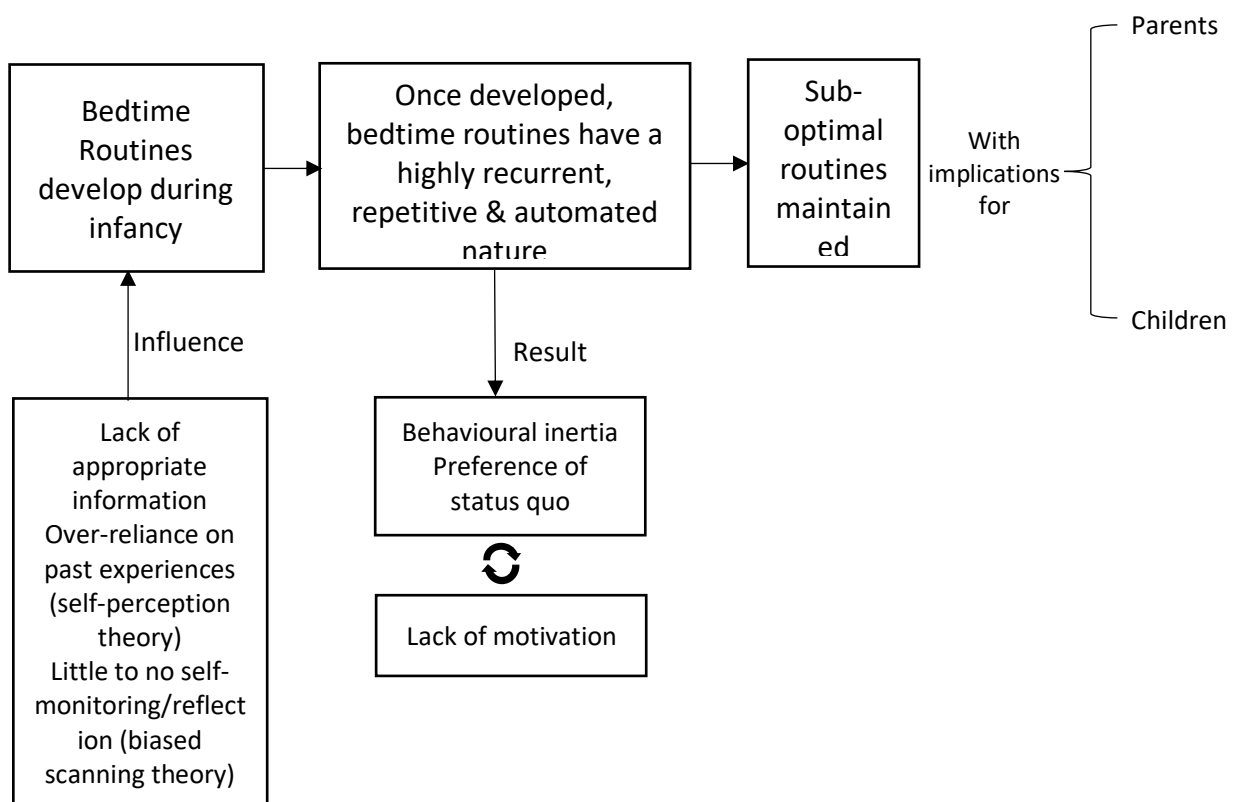 Parents
Bedtime
Routines
develop during
infancy
Once developed,
bedtime routines have a
highly recurrent,
repetitive & automated
nature
Sub-
optimal
routines
maintain
ed
With
implications
for
Children
Influence
Result
Lack of
appropriate
information
Over-reliance on
past experiences
(self-perception
theory)
Little to no self-
monitoring/reflect
ion (biased
scanning theory)
Behavioural inertia
Preference of
status quo
Lack of motivation